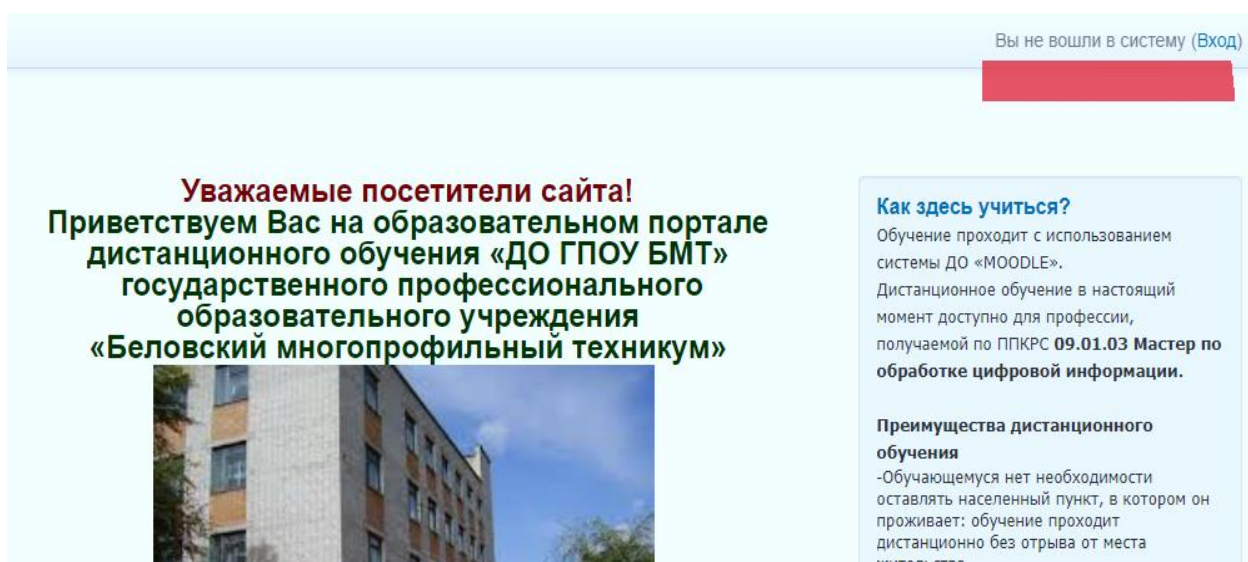 Вы не вошли в систему (Вход)
Уважаемые посетители сайта!
Приветствуем Вас на образовательном портале
дистанционного обучения «ДО ГПОУ БМТ»
государственного профессионального
образовательного учреждения
«Беловский многопрофильный техникум»
Как здесь учиться?
Обучение проходит с использованием
системы ДО «MOODLE».
Дистанционное обучение в настоящий
момент доступно для профессии,
получаемой по ППКРС 09.01.03 Мастер по
обработке цифровой информации.
Преимущества дистанционного
обучения
-Обучающемуся нет необходимости
оставлять населенный пункт, в котором он
проживает: обучение проходит
дистанционно без отрыва от места